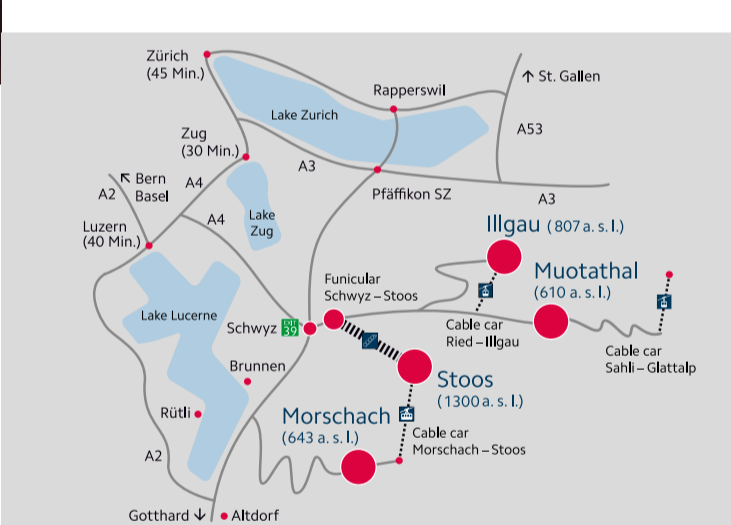 Zürich
(45 Min.)
↑ St. Gallen
Rapperswil
Lake Zurich
A53
Zug
(30 Min.)
A3
Pfäffikon SZ
A3
↖ Bern
Basel
A2
A4
A4
Lake
Zug
Luzern
(40 Min.)
Illgau (807 a. s. l.)
Muotathal
(610 a. s. l.)
Funicular
Schwyz – Stoos
Lake Lucerne
Schwyz
EXIT
39
Cable car
Ried – Illgau
Cable car
Sahli – Glattalp
Brunnen
Stoos
(1300 a. s. l.)
Rütli
Morschach
(643 a. s. l.)
Cable car
Morschach – Stoos
A2
Gotthard ↓
Altdorf